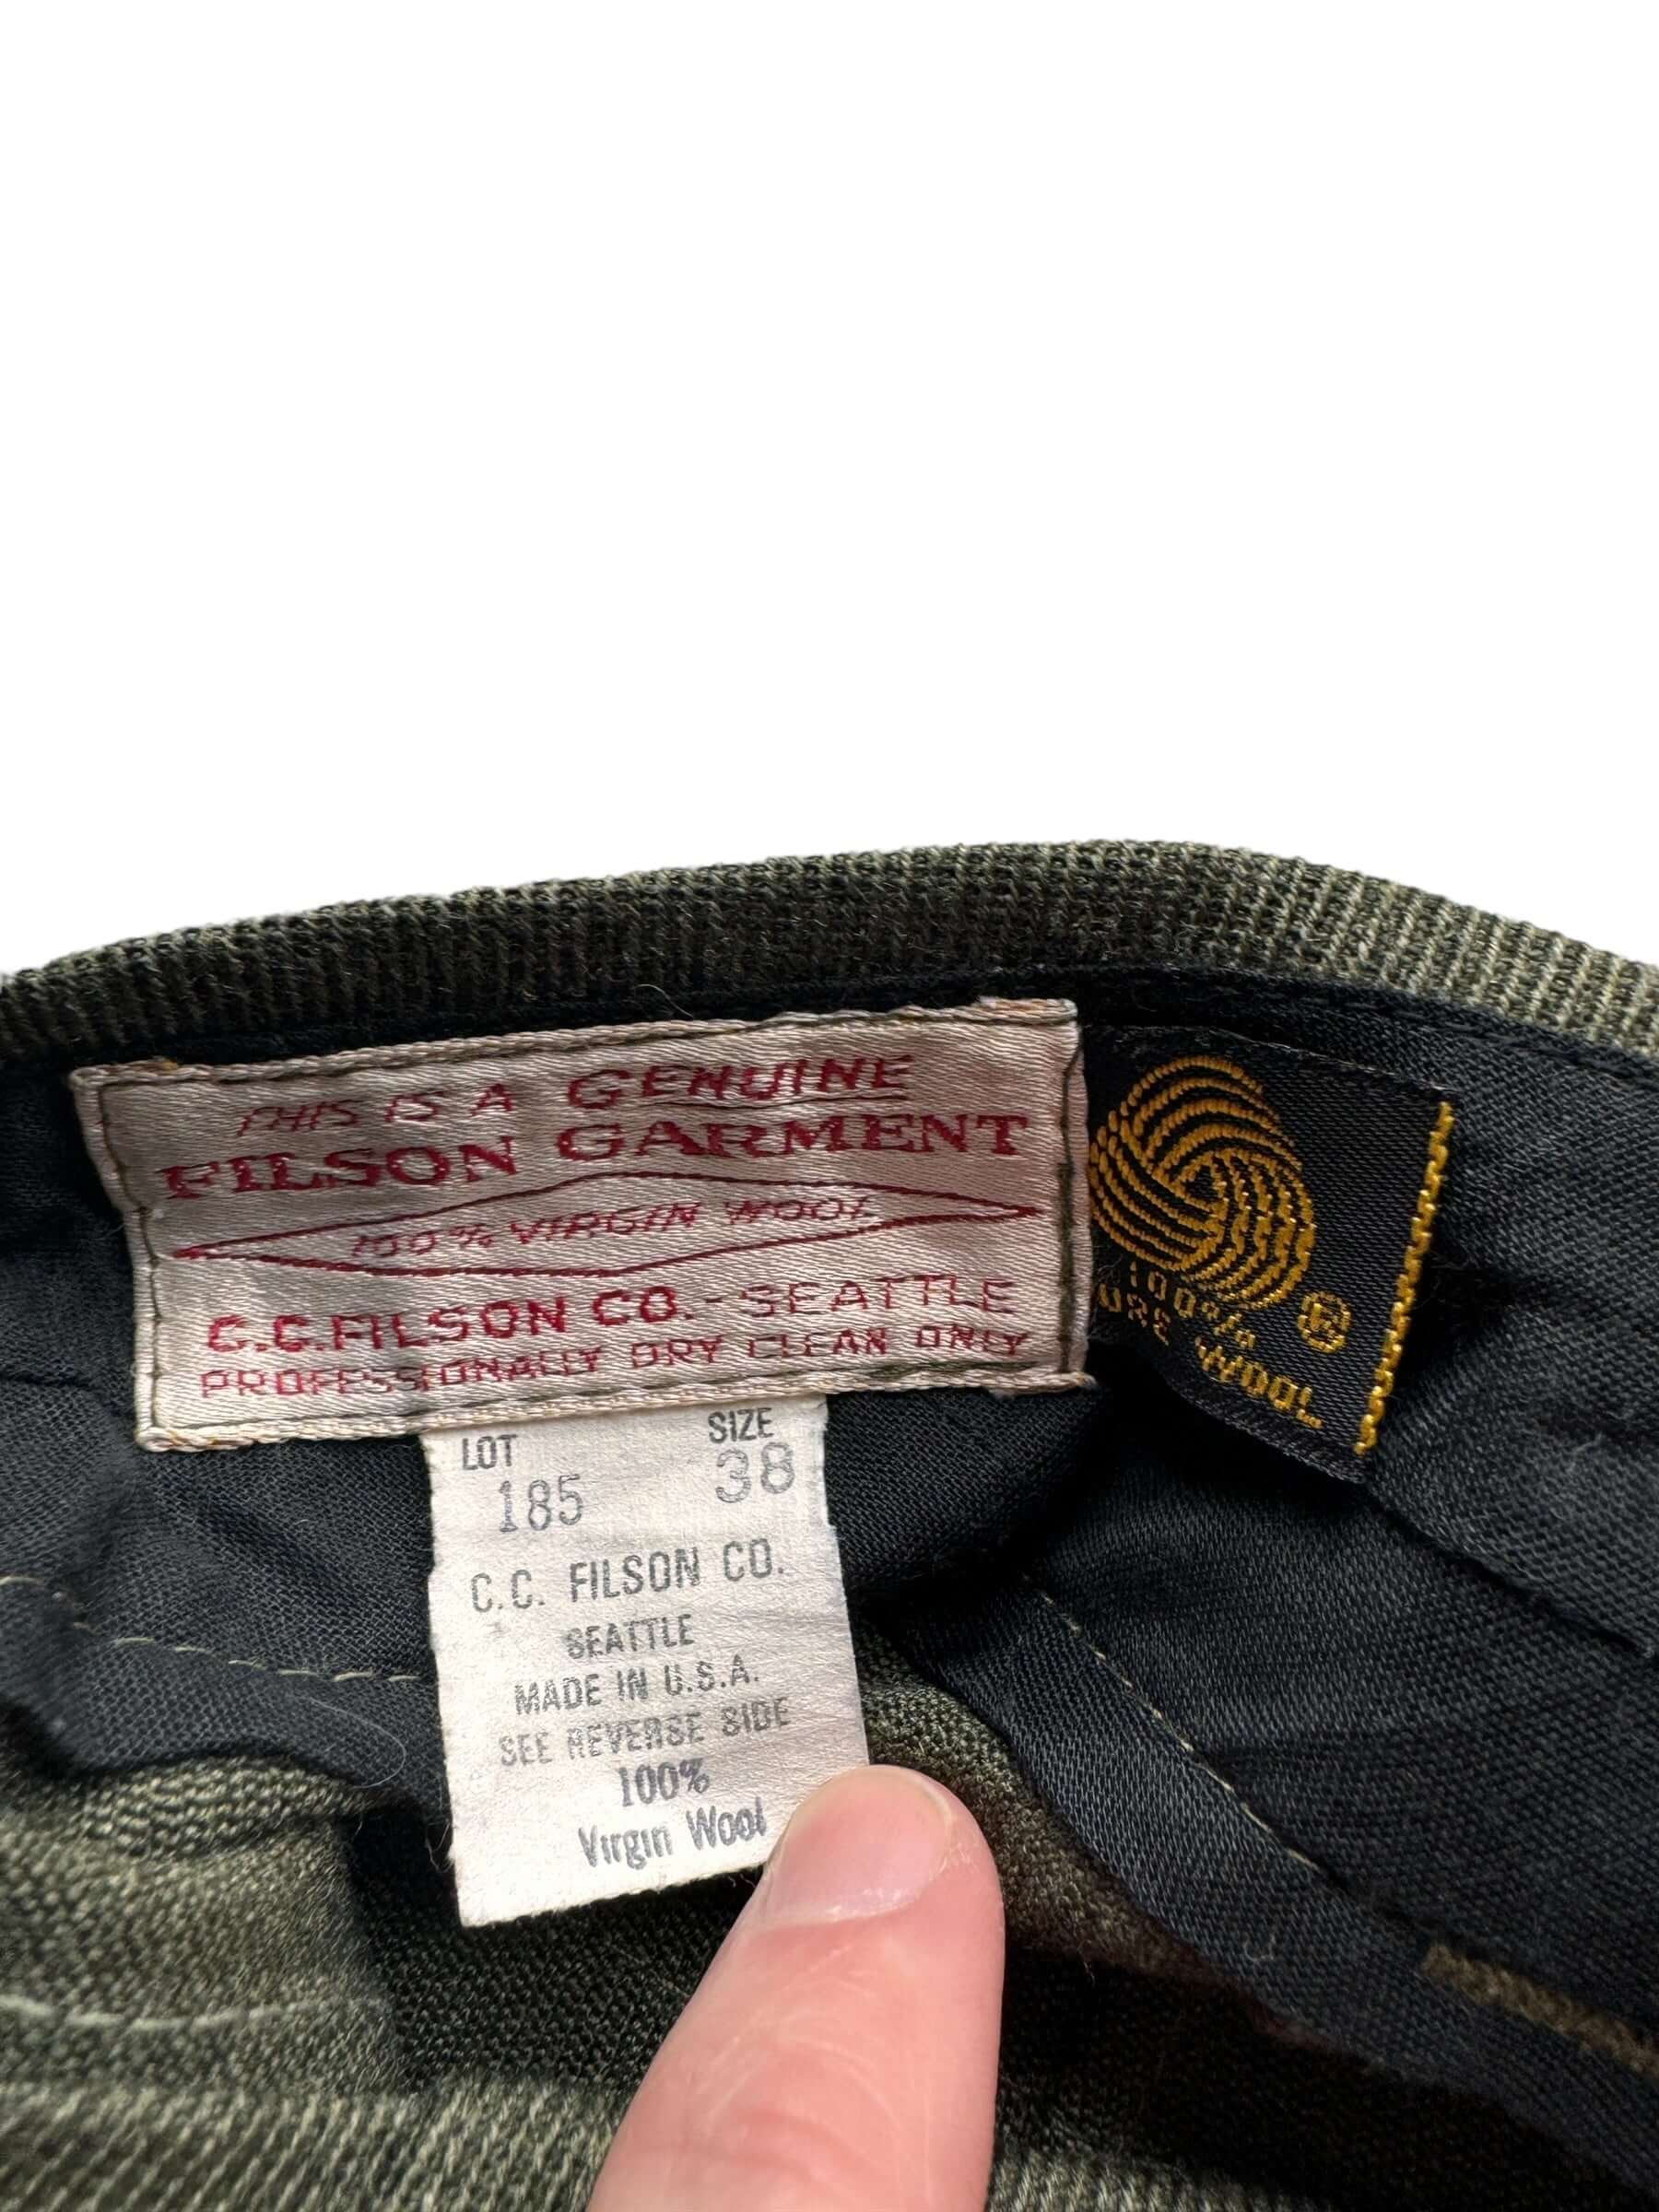 THIS IS A GENUINE
FILSON GARMENT
100% VIRGIN WOOL
C.C. FILSON CO. - SEATTLE
PROFESSIONALLY DRY CLEAN ONLY
100%
URE WOOL
LOT SIZE
185 38
C.C. FILSON CO.
SEATTLE
MADE IN U.S.A.
SEE REVERSE SIDE
100%
Virgin Wool